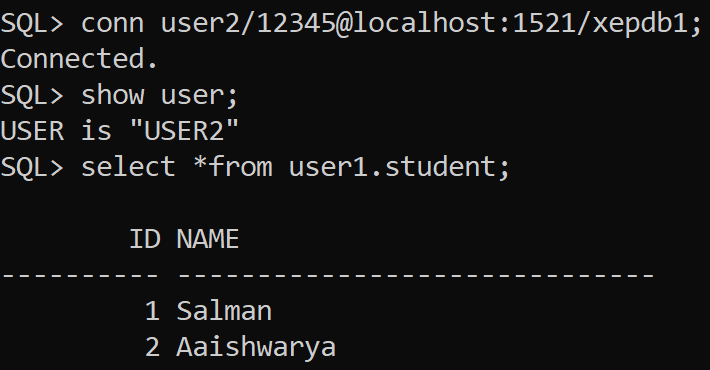 SQL> conn user2/12345@localhost:1521/xepdb1;
Connected.
SQL> show user;
USER is "USER2"
SQL> select *from user1.student;
ID NAME
---------- ------------------------------
1 Salman
2 Aaishwarya